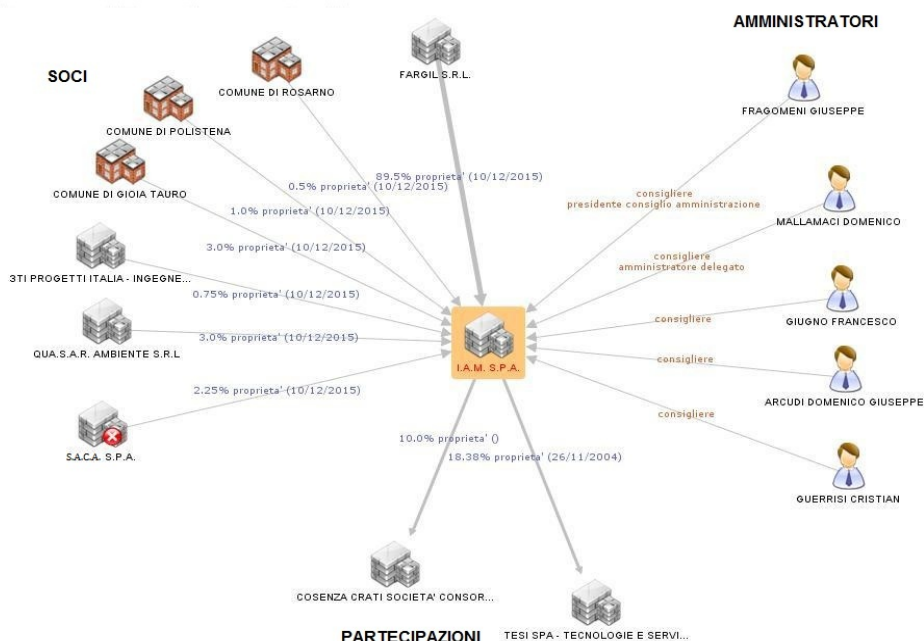 AMMINISTRATORI
SOCI
FARGIL S.R.L.
COMUNE DI ROSARNO
FRAGOMENI GIUSEPPE
COMUNE DI POLISTENA
89.5% proprieta' (10/12/2015)
0.5% proprieta' (10/12/2015)
COMUNE DI GIOIA TAURO
consigliere
presidente consiglio amministrazione
1.0% proprieta' (10/12/2015)
MALLAMACI DOMENICO
3.0% proprieta' (10/12/2015)
consigliere
amministratore delegato
3TI PROGETTI ITALIA - INGEGNE...
0.75% proprieta' (10/12/2015)
consigliere
GIUGNO FRANCESCO
3.0% proprieta' (10/12/2015)
QUA.S.A.R. AMBIENTE S.R.L
I.A.M. S.P.A.
consigliere
2.25% proprieta' (10/12/2015)
ARCUDI DOMENICO GIUSEPPE
consigliere
10.0% proprieta' ()
S.A.C.A. S.P.A.
18.38% proprieta' (26/11/2004)
GUERRISI CRISTIAN
COSENZA CRATI SOCIETA' CONSOR...
PARTECIPAZIONI
TESI SPA - TECNOLOGIE E SERVI...